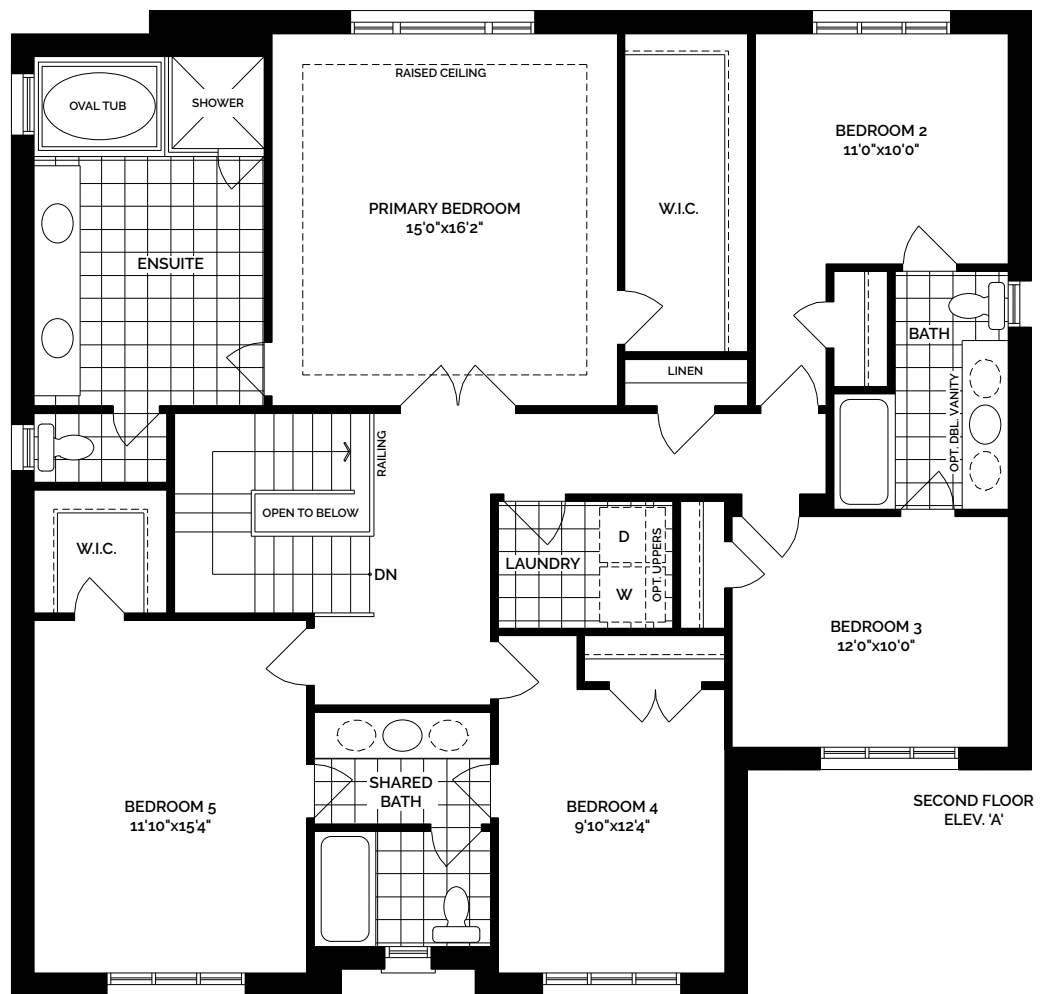 RAISED CEILING
OVAL TUB
SHOWER
BEDROOM 2
11'0"x10'0"
PRIMARY BEDROOM
15'0"x16'2"
W.I.C.
ENSUITE
BATH
LINEN
OPT. DBL. VANITY
RAILING
OPEN TO BELOW
W.I.C.
DN
LAUNDRY
D
W
OPT. UPPERS
BEDROOM 3
12'0"x10'0"
SHARED
BATH
BEDROOM 5
11'10"x15'4"
BEDROOM 4
9'10"x12'4"
SECOND FLOOR
ELEV. 'A'